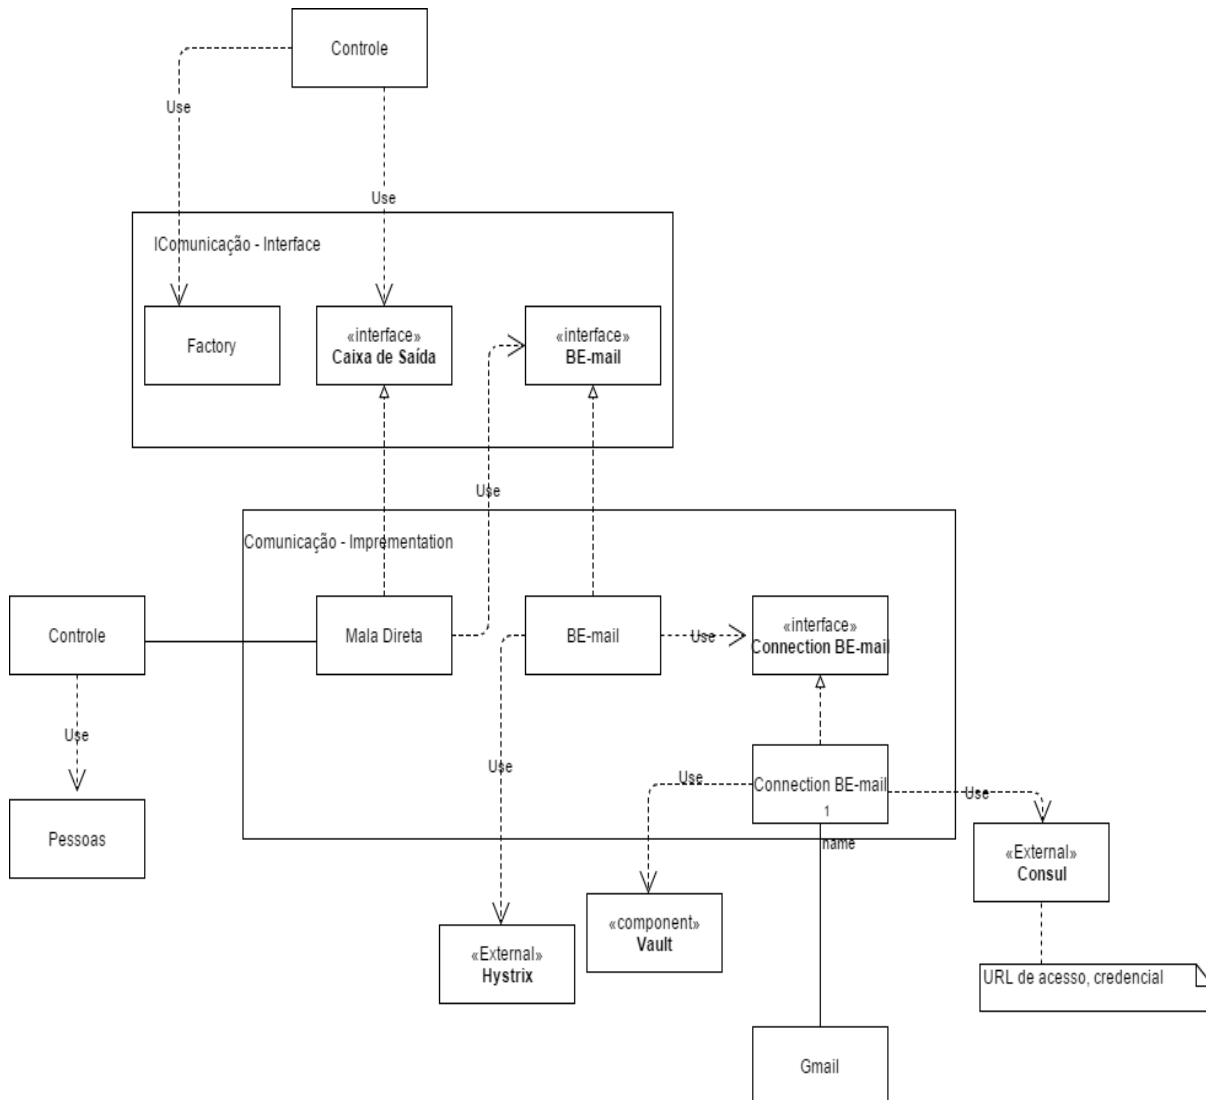 Controle
Use
Use
IComunicação - Interface
Factory
«interface»
Caixa de Saída
«interface»
BE-mail
Use
Comunicação - Imprementation
Controle
Mala Direta
BE-mail
Use
«interface»
Connection BE-mail
Use
Use
Use
Connection BE-mail
1
Use
name
Pessoas
«External»
Consul
«component»
Vault
«External»
Hystrix
URL de acesso, credencial
Gmail